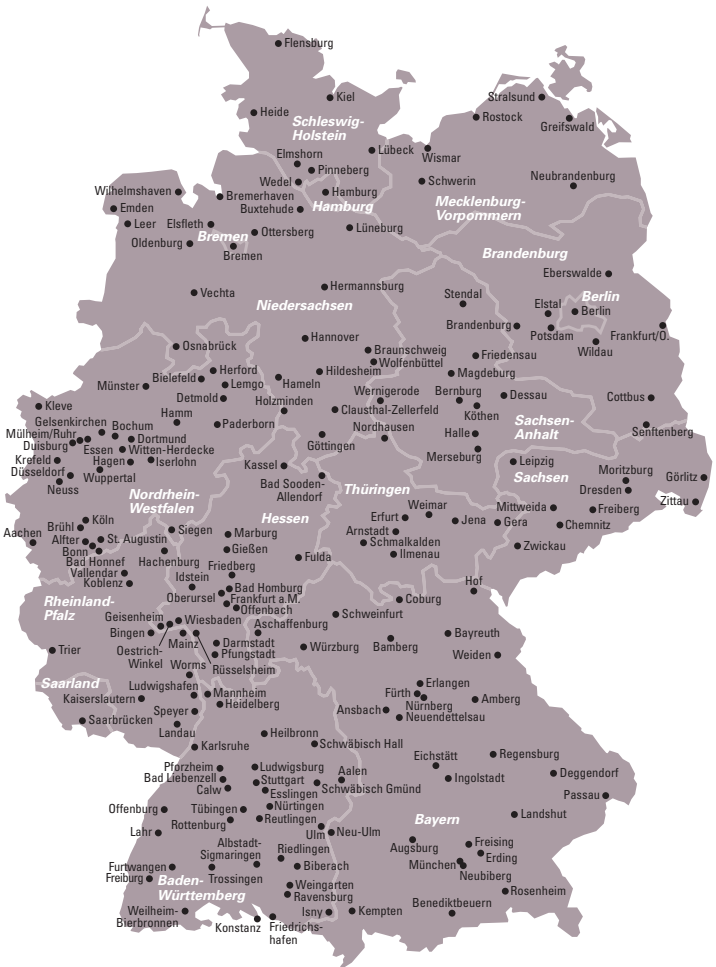 Flensburg
Kiel
Stralsund
Heide
Rostock
Greifswald
Schleswig-
Holstein
Lübeck
Wismar
Elmshorn
Pinneberg
Wedel
Schwerin
Neubrandenburg
Wilhelmshaven
Bremerhaven
Hamburg
Emden
Buxtehude
Hamburg
Mecklenburg-
Vorpommern
Leer
Elsfleth
Bremen
Ottersberg
Lüneburg
Oldenburg
Bremen
Brandenburg
Eberswalde
Hermannsburg
Vechta
Niedersachsen
Stendal
Berlin
Elstal
Berlin
Brandenburg
Potsdam
Frankfurt/O.
Wildau
Hannover
Osnabrück
Braunschweig
Wolfenbüttel
Friedensau
Herford
Bielefeld
Lemgo
Hameln
Hildesheim
Magdeburg
Münster
Detmold
Holzminden
Wernigerode
Bernburg
Dessau
Cottbus
Kleve
Clausthal-Zellerfeld
Köthen
Sachsen-
Anhalt
Hamm
Paderborn
Nordhausen
Senftenberg
Gelsenkirchen
Bochum
Mülheim/Ruhr
Dortmund
Göttingen
Halle
Duisburg
Essen
Witten-Herdecke
Merseburg
Krefeld
Hagen
Iserlohn
Kassel
Leipzig
Düsseldorf
Wuppertal
Bad Sooden-
Allendorf
Thüringen
Sachsen
Moritzburg
Görlitz
Neuss
Dresden
Nordrhein-
Westfalen
Zittau
Weimar
Mittweida
Freiberg
Köln
Hessen
Erfurt
Jena
Gera
Chemnitz
Brühl
Siegen
Marburg
Arnstadt
Aachen
Alfter
St. Augustin
Schmalkalden
Bonn
Gießen
Ilmenau
Zwickau
Bad Honnef
Hachenburg
Fulda
Vallendar
Friedberg
Koblenz
Idstein
Bad Homburg
Hof
Oberursel
Frankfurt a.M.
Coburg
Rheinland-
Pfalz
Offenbach
Geisenheim
Wiesbaden
Aschaffenburg
Schweinfurt
Bingen
Mainz
Bayreuth
Trier
Oestrich-
Winkel
Darmstadt
Würzburg
Bamberg
Pfungstadt
Weiden
Rüsselsheim
Worms
Saarland
Ludwigshafen
Mannheim
Erlangen
Kaiserslautern
Heidelberg
Fürth
Nürnberg
Amberg
Speyer
Ansbach
Neuendettelsau
Saarbrücken
Landau
Heilbronn
Karlsruhe
Schwäbisch Hall
Regensburg
Eichstätt
Pforzheim
Ludwigsburg
Aalen
Deggendorf
Bad Liebenzell
Stuttgart
Ingolstadt
Calw
Esslingen
Schwäbisch Gmünd
Passau
Offenburg
Tübingen
Nürtingen
Rottenburg
Reutlingen
Bayern
Landshut
Lahr
Ulm
Neu-Ulm
Augsburg
Freising
Albstadt-
Sigmaringen
Riedlingen
Erding
Furtwangen
Biberach
München
Neubiberg
Freiburg
Trossingen
Baden-
Württemberg
Weingarten
Ravensburg
Rosenheim
Benediktbeuern
Weilheim-
Bierbronnen
Isny
Kempten
Konstanz
Friedrichs-
hafen